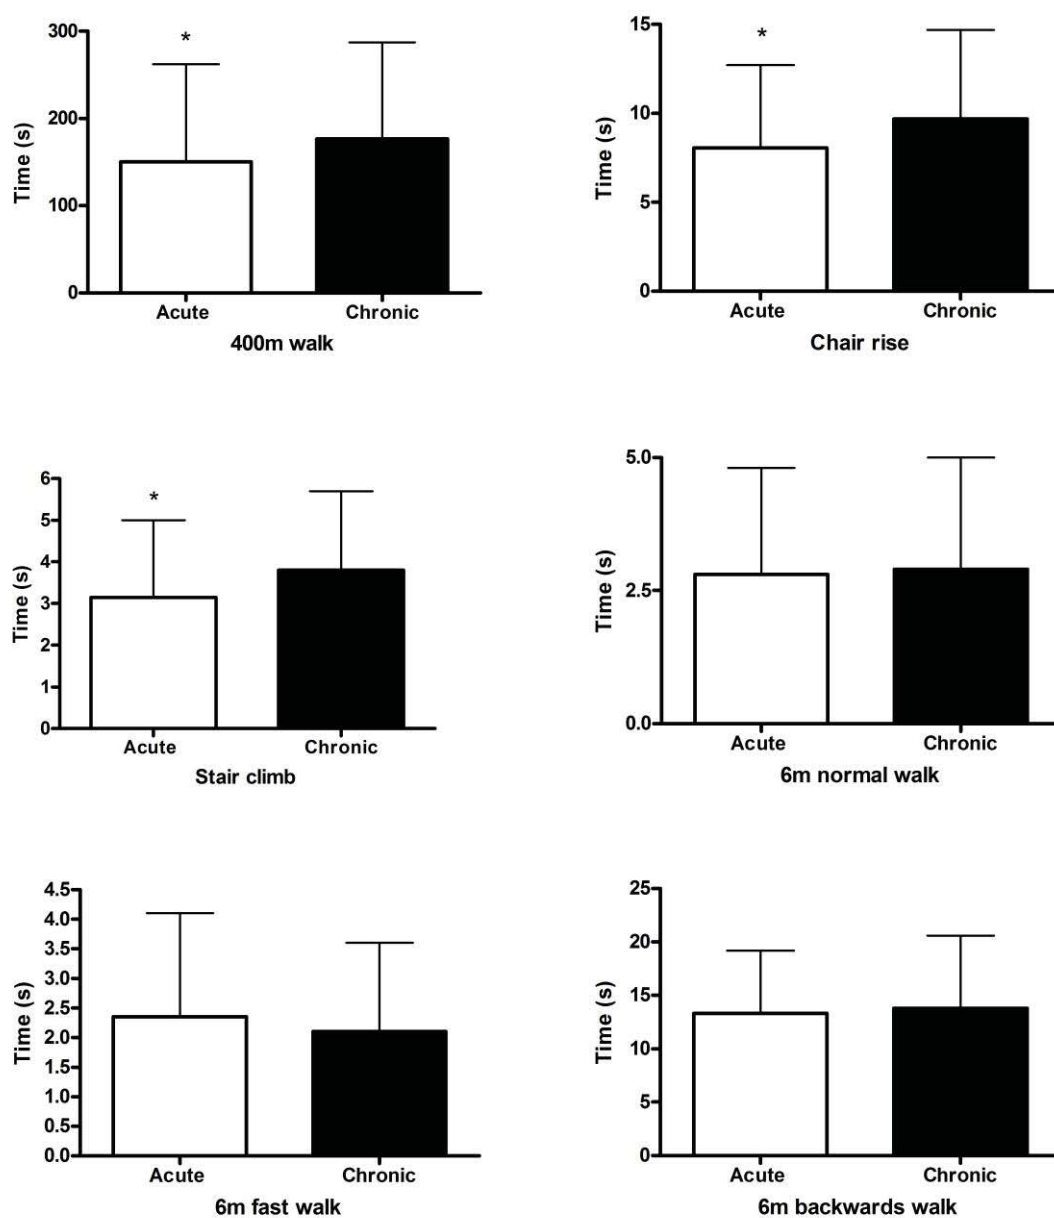 300
200
100
0
Time (s)
*
Acute
Chronic
400m walk
15
10
5
0
Time (s)
*
Acute
Chronic
Chair rise
6
5
4
3
2
1
0
Time (s)
*
Acute
Chronic
Stair climb
5.0
2.5
0.0
Time (s)
Acute
Chronic
6m normal walk
4.5
4.0
3.5
3.0
2.5
2.0
1.5
1.0
0.5
0.0
Time (s)
Acute
Chronic
6m fast walk
25
20
15
10
5
0
Time (s)
Acute
Chronic
6m backwards walk